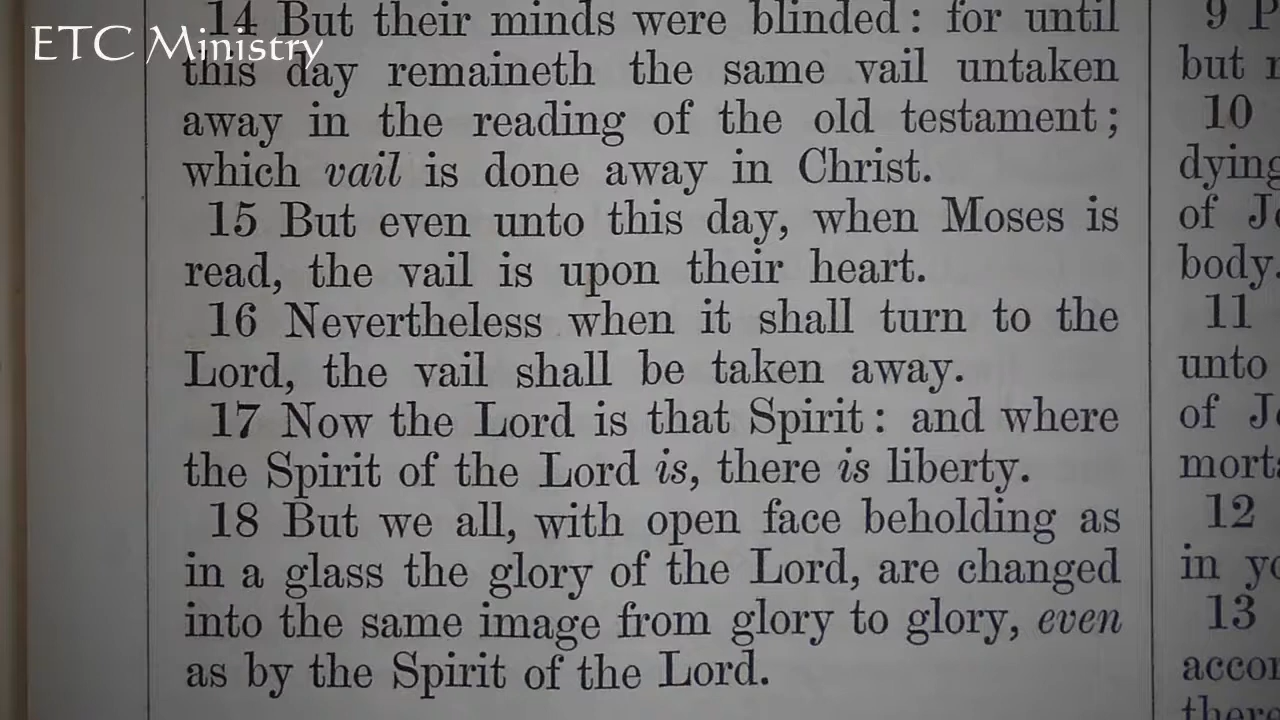 ETC Ministry
14 But their minds were blinded: for until
this day remaineth the same vail untaken
away in the reading of the old testament;
which vail is done away in Christ.
15 But even unto this day, when Moses is
read, the vail is upon their heart.
16 Nevertheless when it shall turn to the
Lord, the vail shall be taken away.
17 Now the Lord is that Spirit: and where
the Spirit of the Lord is, there is liberty.
18 But we all, with open face beholding as
in a glass the glory of the Lord, are changed
into the same image from glory to glory, even
as by the Spirit of the Lord.
9
but
10
dying
of
body.
11
unto
of
12
in
13